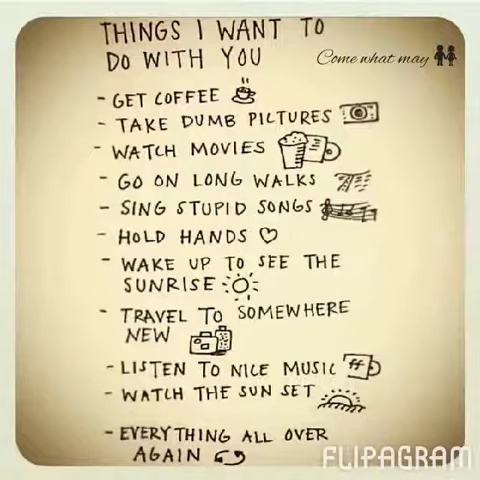 THINGS I WANT TO
DO WITH YOU
Come what may
- GET COFFEE
- TAKE DUMB PICTURES
- WATCH MOVIES
- GO ON LONG WALKS
- SING STUPID SONGS
- HOLD HANDS
- WAKE UP TO SEE THE
SUNRISE
- TRAVEL TO SOMEWHERE
NEW
- LISTEN TO NICE MUSIC
- WATCH THE SUN SET
- EVERYTHING ALL OVER
AGAIN
FLIPAGRAM